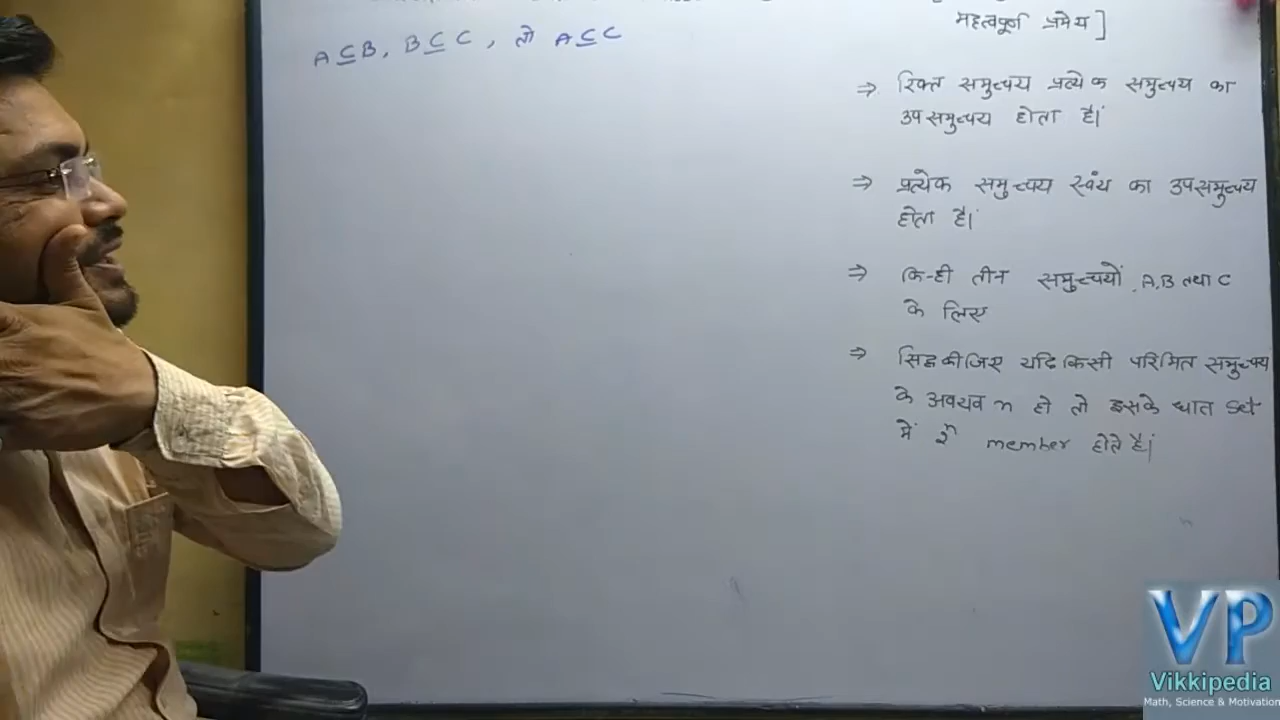 A ⊆ B, B ⊆ C, तो A ⊆ C
महत्वपूर्ण प्रमेय ]
⇒ रिक्त समुच्चय प्रत्येक समुच्चय का
उपसमुच्चय होता है।
⇒ प्रत्येक समुच्चय स्वंय का उपसमुच्चय
होता है।
⇒ किन्ही तीन समुच्चयों A,B तथा C
के लिए
⇒ सिद्ध कीजिए यदि किसी परिमित समुच्चय
के अवयव n हो तो इसके घात set
में 2ⁿ member होते है।
VP
Vikkipedia
Math, Science & Motivation